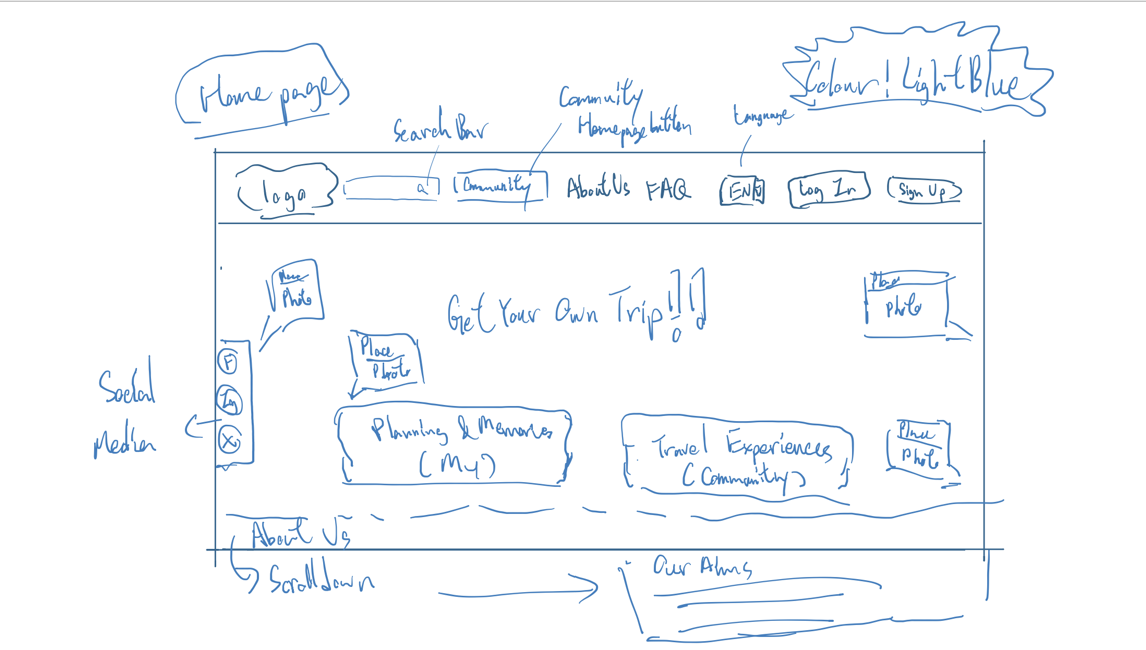 Home page
Colour! Light Blue
Search Bar
Community
Homepage button
Language
logo
Community
About Us
FAQ
EN
Log In
Sign Up
Place
Photo
Get Your Own Trip!!!
Place
Photo
Place
Photo
F
Ig
X
Social
Median
Planning & Memories
(My)
Travel Experiences
(Community)
Place
Photo
About Us
Scrolldown
Our Aims